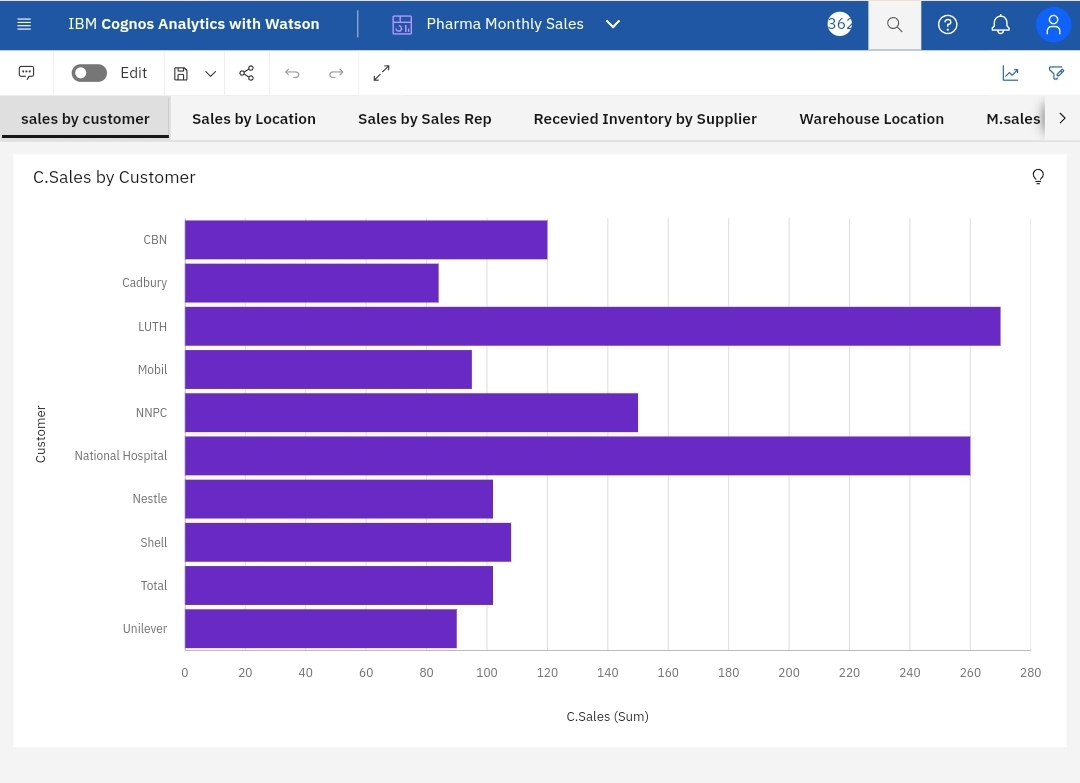 IBM Cognos Analytics with Watson
Pharma Monthly Sales
362
Edit
sales by customer
Sales by Location
Sales by Sales Rep
Recevied Inventory by Supplier
Warehouse Location
M.sales
C.Sales by Customer
Customer
CBN
Cadbury
LUTH
Mobil
NNPC
National Hospital
Nestle
Shell
Total
Unilever
0 20 40 60 80 100 120 140 160 180 200 220 240 260 280
C.Sales (Sum)